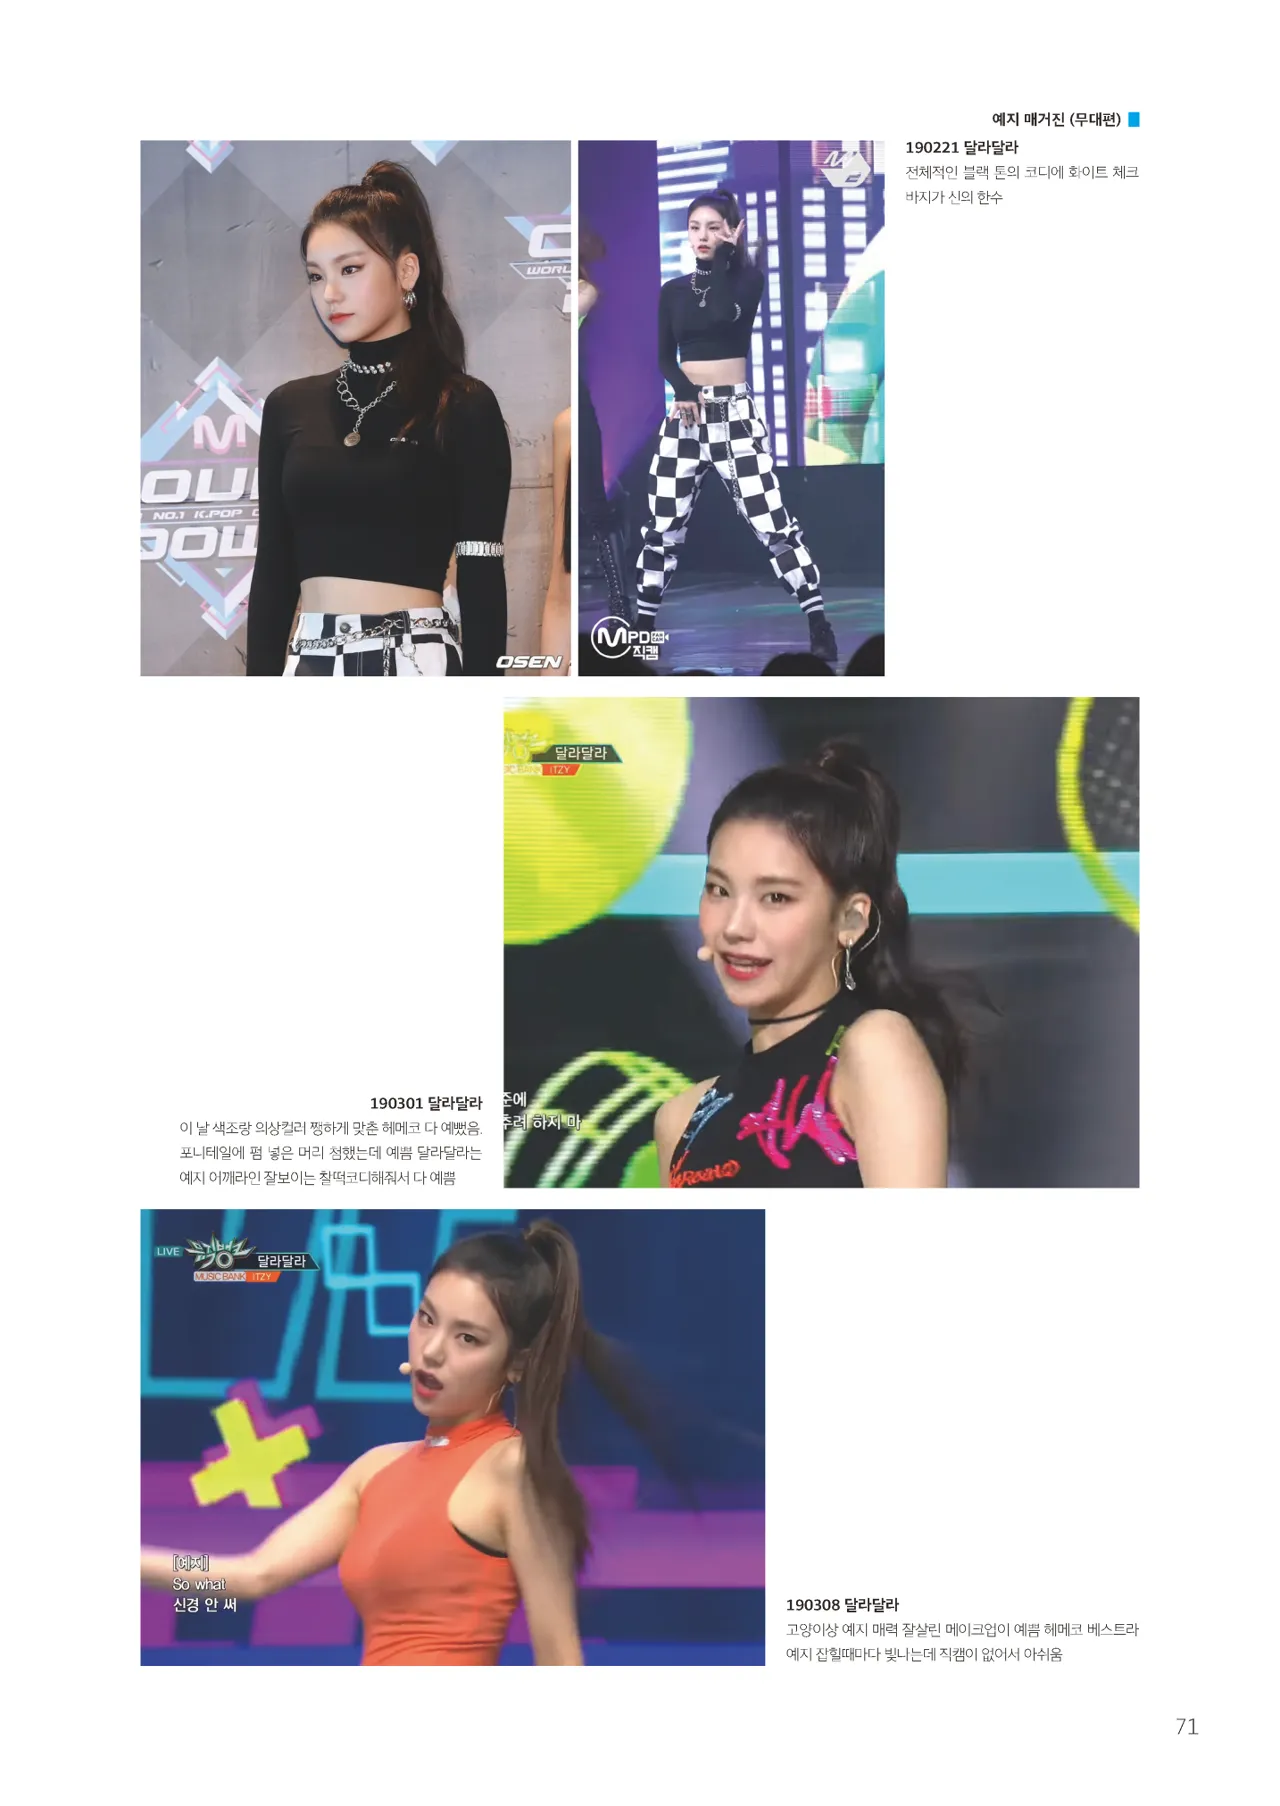 예지 매거진 (무대편)
190221 달라달라
전체적인 블랙 톤의 코디에 화이트 체크
바지가 신의 한수
WORL
M
OU
NO.1 K.POP
DOW
OSEN
MPD
직캠
달라달라
ITZY
준에
추려 하지 마
190301 달라달라
이 날 색조랑 의상컬러 쨍하게 맞춘 헤메코 다 예뻤음.
포니테일에 펌 넣은 머리 첨했는데 예쁨 달라달라는
예지 어깨라인 잘보이는 찰떡코디해줘서 다 예쁨
LIVE
뮤직뱅크
달라달라
MUSIC BANK ITZY
[예지]
So what
신경 안 써
190308 달라달라
고양이상 예지 매력 잘살린 메이크업이 예쁨 헤메코 베스트라
예지 잡힐때마다 빛나는데 직캠이 없어서 아쉬움
71